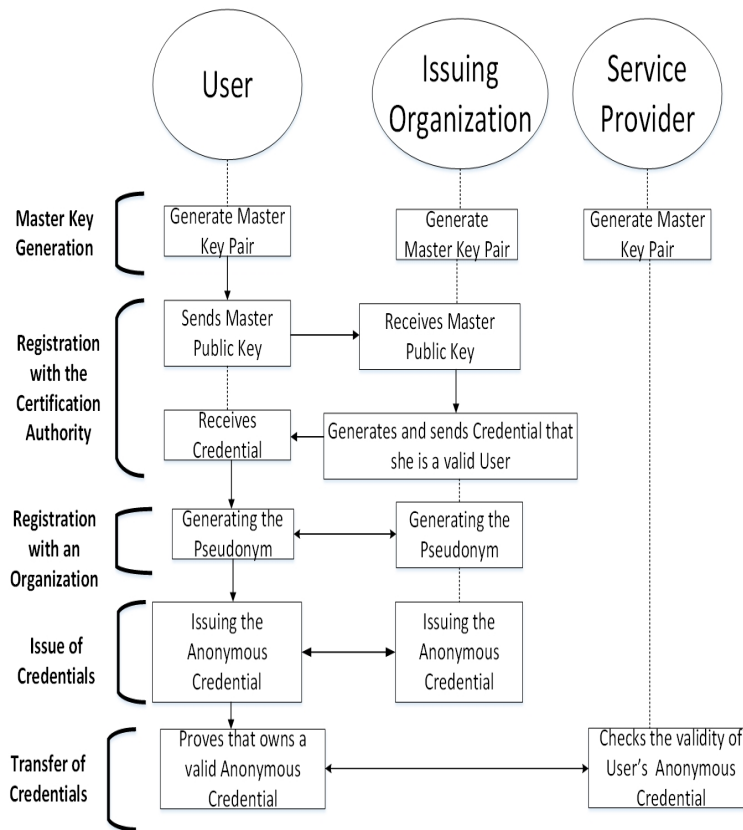 User
Issuing
Organization
Service
Provider
Master Key
Generation
Generate Master
Key Pair
Generate
Master Key Pair
Generate Master
Key Pair
Registration
with the
Certification
Authority
Sends Master
Public Key
Receives Master
Public Key
Receives
Credential
Generates and sends Credential that
she is a valid User
Registration
with an
Organization
Generating the
Pseudonym
Generating the
Pseudonym
Issue of
Credentials
Issuing the
Anonymous
Credential
Issuing the
Anonymous
Credential
Transfer of
Credentials
Proves that owns a
valid Anonymous
Credential
Checks the validity of
User's Anonymous
Credential